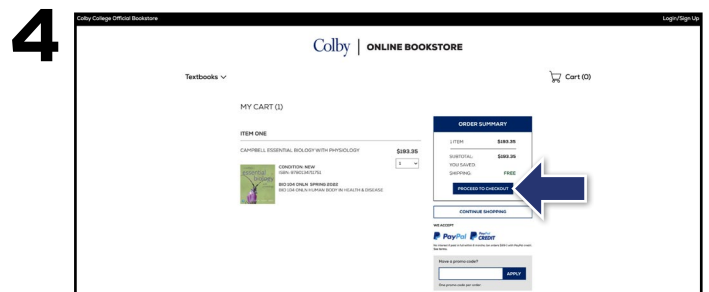 4
Colby College Official Bookstore
Login/Sign Up
Colby | ONLINE BOOKSTORE
Textbooks
Cart (0)
MY CART (1)
ITEM ONE
CAMPBELL ESSENTIAL BIOLOGY WITH PHYSIOLOGY $193.35
1
CONDITION: NEW
BIO 104 ONLN SPRING 2022
BIO 104 ONLN HUMAN BODY IN HEALTH & DISEASE
essential
biology
ORDER SUMMARY
1 ITEM: $193.35
SUBTOTAL: $193.35
YOU SAVED
SHIPPING: FREE
PROCEED TO CHECKOUT
CONTINUE SHOPPING
WE ACCEPT
PayPal PayPal CREDIT
Have a promo code?
APPLY
One promo code per order